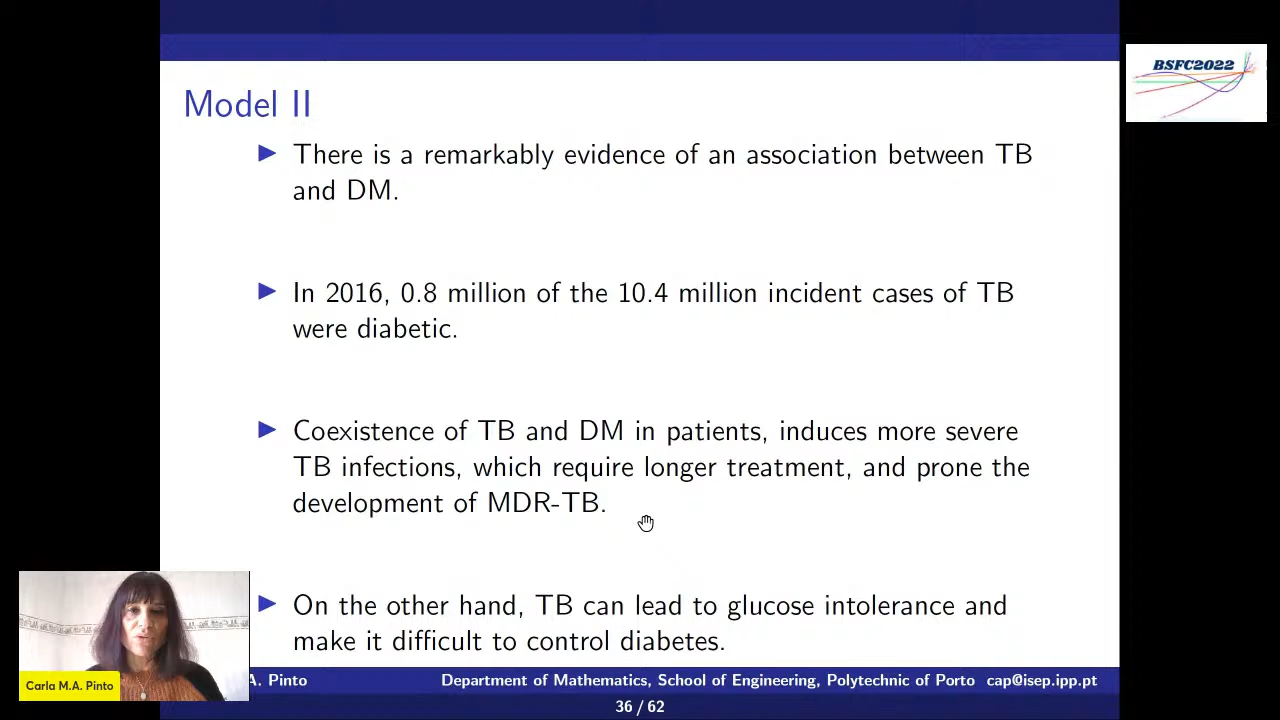 BSFC2022
Model II
There is a remarkably evidence of an association between TB
and DM.
In 2016, 0.8 million of the 10.4 million incident cases of TB
were diabetic.
Coexistence of TB and DM in patients, induces more severe
TB infections, which require longer treatment, and prone the
development of MDR-TB.
On the other hand, TB can lead to glucose intolerance and
make it difficult to control diabetes.
Carla M.A. Pinto
A. Pinto
Department of Mathematics, School of Engineering, Polytechnic of Porto cap@isep.ipp.pt
36 / 62